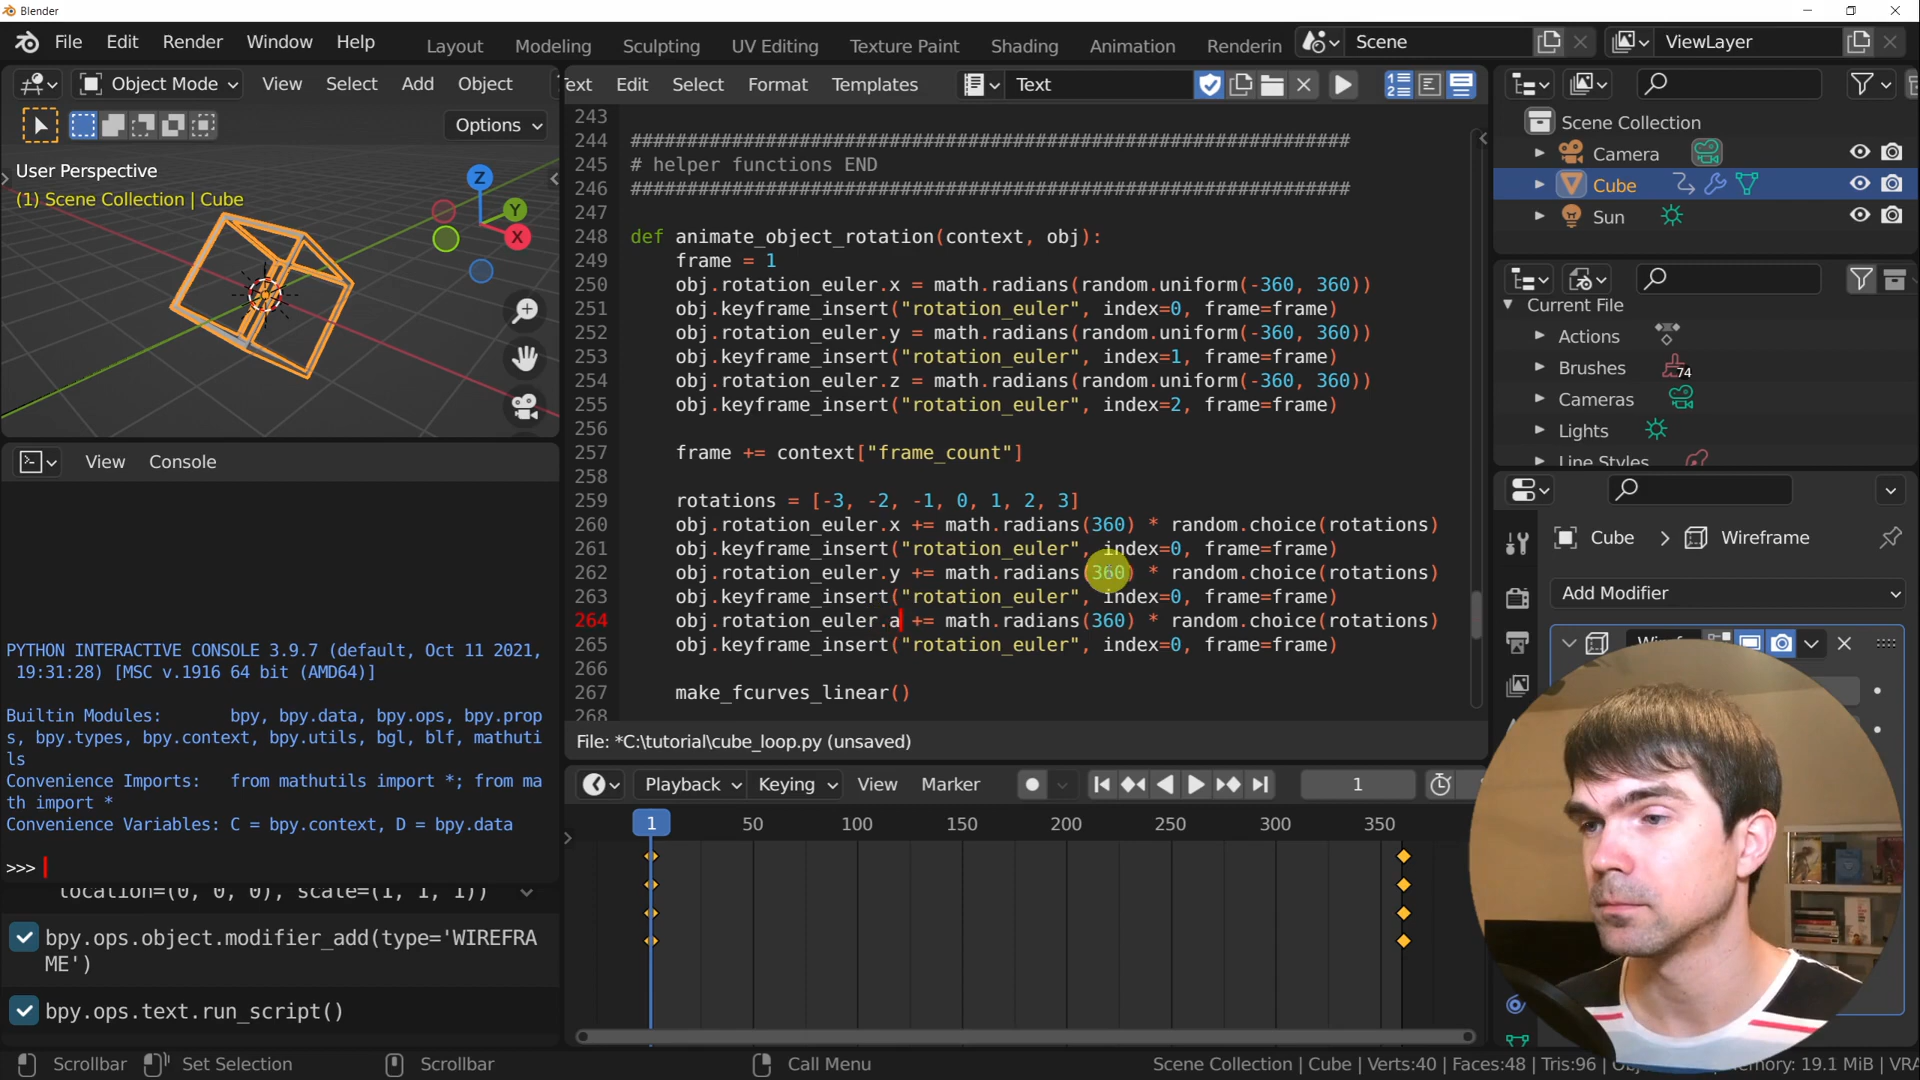 Blender
File Edit Render Window Help
Layout Modeling Sculpting UV Editing Texture Paint Shading Animation Renderin
Scene
ViewLayer
Object Mode View Select Add Object
Options
User Perspective
(1) Scene Collection | Cube
Z
Y
X
ext Edit Select Format Templates
Text
243
244 ################################################################
245 # helper functions END
246 ################################################################
247
248 def animate_object_rotation(context, obj):
249 frame = 1
250 obj.rotation_euler.x = math.radians(random.uniform(-360, 360))
251 obj.keyframe_insert("rotation_euler", index=0, frame=frame)
252 obj.rotation_euler.y = math.radians(random.uniform(-360, 360))
253 obj.keyframe_insert("rotation_euler", index=1, frame=frame)
254 obj.rotation_euler.z = math.radians(random.uniform(-360, 360))
255 obj.keyframe_insert("rotation_euler", index=2, frame=frame)
256
257 frame += context["frame_count"]
258
259 rotations = [-3, -2, -1, 0, 1, 2, 3]
260 obj.rotation_euler.x += math.radians(360) * random.choice(rotations)
261 obj.keyframe_insert("rotation_euler", index=0, frame=frame)
262 obj.rotation_euler.y += math.radians(360) * random.choice(rotations)
263 obj.keyframe_insert("rotation_euler", index=0, frame=frame)
264 obj.rotation_euler.a += math.radians(360) * random.choice(rotations)
265 obj.keyframe_insert("rotation_euler", index=0, frame=frame)
266
267 make_fcurves_linear()
268
File: *C:\tutorial\cube_loop.py (unsaved)
View Console
PYTHON INTERACTIVE CONSOLE 3.9.7 (default, Oct 11 2021,
19:31:28) [MSC v.1916 64 bit (AMD64)]
Builtin Modules: bpy, bpy.data, bpy.ops, bpy.prop
s, bpy.types, bpy.context, bpy.utils, bgl, blf, mathuti
ls
Convenience Imports: from mathutils import *; from ma
th import *
Convenience Variables: C = bpy.context, D = bpy.data
>>>
location=(0, 0, 0), scale=(1, 1, 1))
bpy.ops.object.modifier_add(type='WIREFRA
ME')
bpy.ops.text.run_script()
Playback Keying View Marker
1
1 50 100 150 200 250 300 350
Scene Collection
Camera
Cube
Sun
Current File
Actions
Brushes
74
Cameras
Lights
Line Styles
Cube > Wireframe
Add Modifier
Scrollbar Set Selection Scrollbar Call Menu
Scene Collection | Cube | Verts:40 | Faces:48 | Tris:96 | emory: 19.1 MiB | VRA